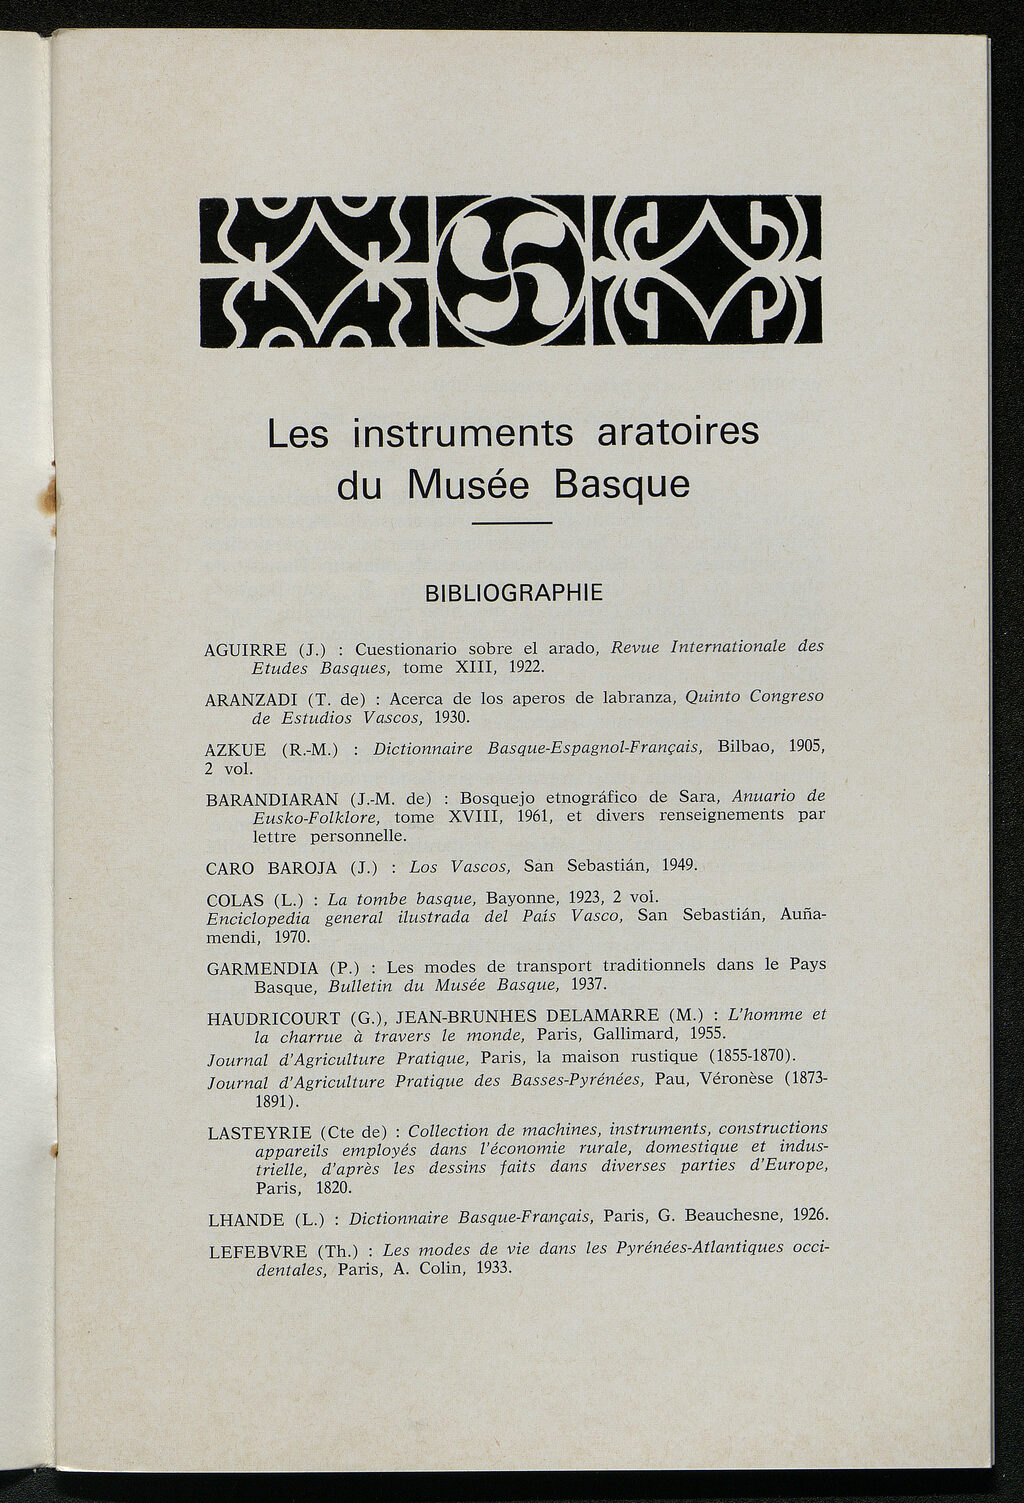 Les instruments aratoires
du Musée Basque
BIBLIOGRAPHIE
AGUIRRE (J.) : Cuestionario sobre el arado, Revue Internationale des
Etudes Basques, tome XIII, 1922.
ARANZADI (T. de) : Acerca de los aperos de labranza, Quinto Congreso
de Estudios Vascos, 1930.
AZKUE (R.-M.) : Dictionnaire Basque-Espagnol-Français, Bilbao, 1905,
2 vol.
BARANDIARAN (J.-M. de) : Bosquejo etnográfico de Sara, Anuario de
Eusko-Folklore, tome XVIII, 1961, et divers renseignements par
lettre personnelle.
CARO BAROJA (J.) : Los Vascos, San Sebastián, 1949.
COLAS (L.) : La tombe basque, Bayonne, 1923, 2 vol.
Enciclopedia general ilustrada del País Vasco, San Sebastián, Auña-
mendi, 1970.
GARMENDIA (P.) : Les modes de transport traditionnels dans le Pays
Basque, Bulletin du Musée Basque, 1937.
HAUDRICOURT (G.), JEAN-BRUNHES DELAMARRE (M.) : L'homme et
la charrue à travers le monde, Paris, Gallimard, 1955.
Journal d'Agriculture Pratique, Paris, la maison rustique (1855-1870).
Journal d'Agriculture Pratique des Basses-Pyrénées, Pau, Véronèse (1873-
1891).
LASTEYRIE (Cte de) : Collection de machines, instruments, constructions
appareils employés dans l'économie rurale, domestique et indus-
trielle, d'après les dessins faits dans diverses parties d'Europe,
Paris, 1820.
LHANDE (L.) : Dictionnaire Basque-Français, Paris, G. Beauchesne, 1926.
LEFEBVRE (Th.) : Les modes de vie dans les Pyrénées-Atlantiques occi-
dentales, Paris, A. Colin, 1933.